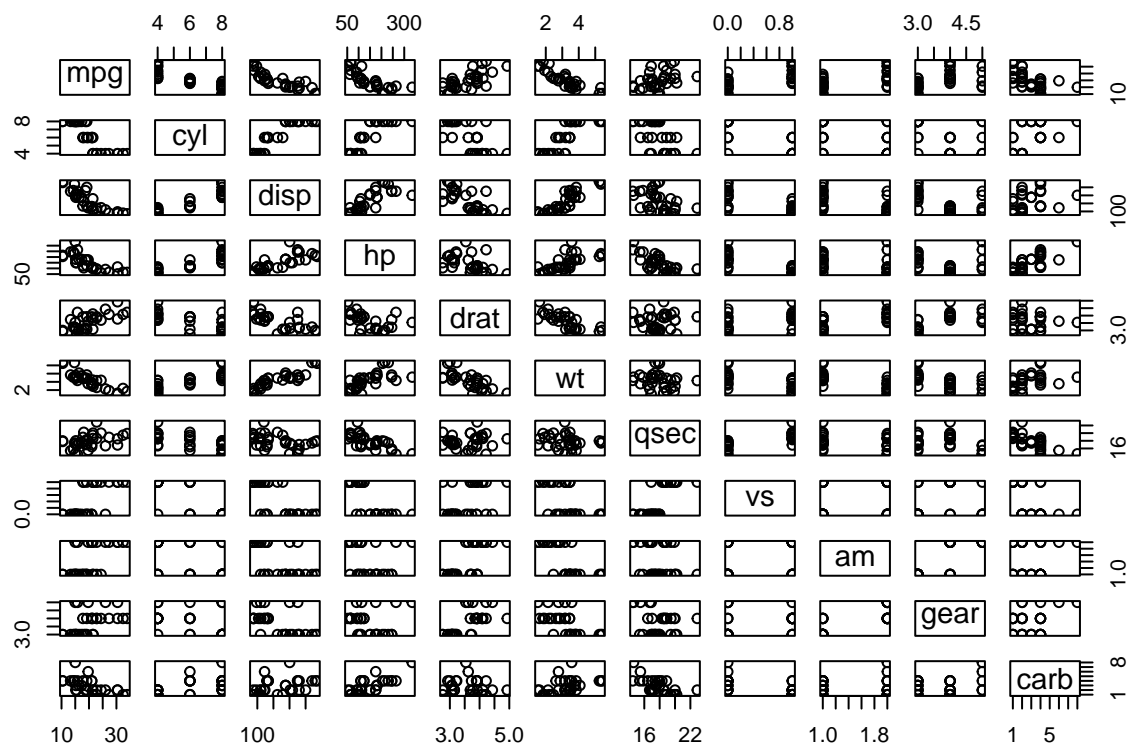 4 6 8 50 300 2 4 0.0 0.8 3.0 4.5
mpg 10
4 8 cyl
disp 100
50 hp
drat 3.0
2 wt
qsec 16
0.0 vs
am 1.0
3.0 gear
carb 1 8
10 30 100 3.0 5.0 16 22 1.0 1.8 1 5